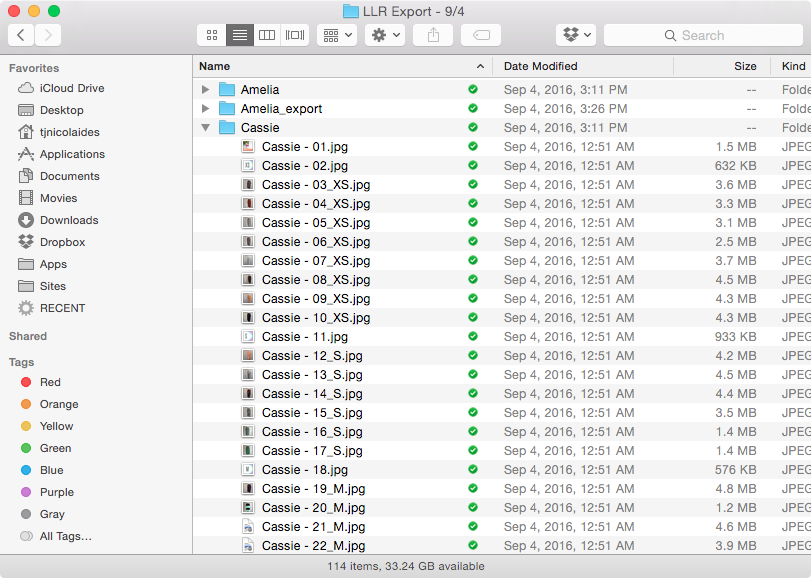 LLR Export - 9/4
Search
Favorites
iCloud Drive
Desktop
tjnicolaides
Applications
Documents
Movies
Downloads
Dropbox
Apps
Sites
RECENT
Shared
Tags
Red
Orange
Yellow
Green
Blue
Purple
Gray
All Tags...
Name Date Modified Size Kind
Amelia Sep 4, 2016, 3:11 PM -- Folde
Amelia_export Sep 4, 2016, 3:26 PM -- Folde
Cassie Sep 4, 2016, 3:11 PM -- Folde
Cassie - 01.jpg Sep 4, 2016, 12:51 AM 1.5 MB JPEG
Cassie - 02.jpg Sep 4, 2016, 12:51 AM 632 KB JPEG
Cassie - 03_XS.jpg Sep 4, 2016, 12:51 AM 3.6 MB JPEG
Cassie - 04_XS.jpg Sep 4, 2016, 12:51 AM 3.3 MB JPEG
Cassie - 05_XS.jpg Sep 4, 2016, 12:51 AM 3.1 MB JPEG
Cassie - 06_XS.jpg Sep 4, 2016, 12:51 AM 2.5 MB JPEG
Cassie - 07_XS.jpg Sep 4, 2016, 12:51 AM 3.7 MB JPEG
Cassie - 08_XS.jpg Sep 4, 2016, 12:51 AM 4.5 MB JPEG
Cassie - 09_XS.jpg Sep 4, 2016, 12:51 AM 4.3 MB JPEG
Cassie - 10_XS.jpg Sep 4, 2016, 12:51 AM 4.3 MB JPEG
Cassie - 11.jpg Sep 4, 2016, 12:51 AM 933 KB JPEG
Cassie - 12_S.jpg Sep 4, 2016, 12:51 AM 4.2 MB JPEG
Cassie - 13_S.jpg Sep 4, 2016, 12:51 AM 4.5 MB JPEG
Cassie - 14_S.jpg Sep 4, 2016, 12:51 AM 4.4 MB JPEG
Cassie - 15_S.jpg Sep 4, 2016, 12:51 AM 3.5 MB JPEG
Cassie - 16_S.jpg Sep 4, 2016, 12:51 AM 1.4 MB JPEG
Cassie - 17_S.jpg Sep 4, 2016, 12:51 AM 1.4 MB JPEG
Cassie - 18.jpg Sep 4, 2016, 12:51 AM 576 KB JPEG
Cassie - 19_M.jpg Sep 4, 2016, 12:51 AM 4.8 MB JPEG
Cassie - 20_M.jpg Sep 4, 2016, 12:51 AM 1.2 MB JPEG
Cassie - 21_M.jpg Sep 4, 2016, 12:51 AM 4.6 MB JPEG
Cassie - 22_M.jpg Sep 4, 2016, 12:51 AM 3.9 MB JPEG
114 items, 33.24 GB available